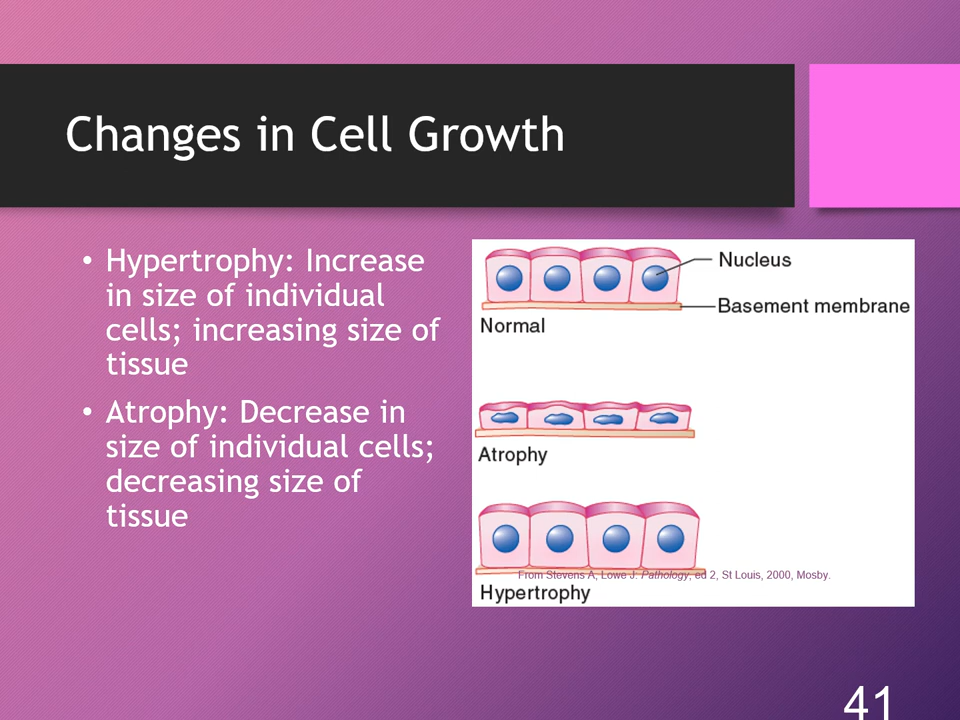 Changes in Cell Growth
• Hypertrophy: Increase
in size of individual
cells; increasing size of
tissue
• Atrophy: Decrease in
size of individual cells;
decreasing size of
tissue
Nucleus
Basement membrane
Normal
Atrophy
From Stevens A, Lowe J: Pathology, ed 2, St Louis, 2000, Mosby.
Hypertrophy
41